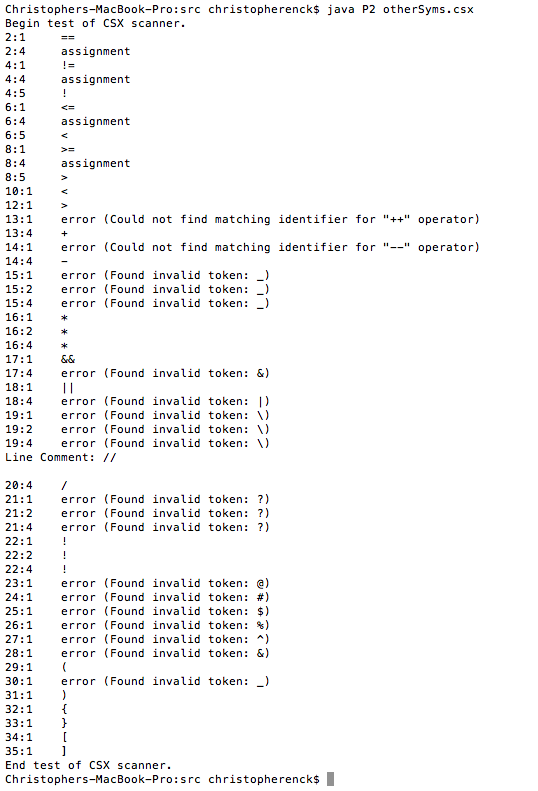 Christophers-MacBook-Pro:src christopherenck$ java P2 otherSyms.csx
Begin test of CSX scanner.
2:1 ==
2:4 assignment
4:1 !=
4:4 assignment
4:5 !
6:1 <=
6:4 assignment
6:5 <
8:1 >=
8:4 assignment
8:5 >
10:1 <
12:1 >
13:1 error (Could not find matching identifier for "++" operator)
13:4 +
14:1 error (Could not find matching identifier for "--" operator)
14:4 -
15:1 error (Found invalid token: _)
15:2 error (Found invalid token: _)
15:4 error (Found invalid token: _)
16:1 *
16:2 *
16:4 *
17:1 &&
17:4 error (Found invalid token: &)
18:1 ||
18:4 error (Found invalid token: |)
19:1 error (Found invalid token: \)
19:2 error (Found invalid token: \)
19:4 error (Found invalid token: \)
Line Comment: //
20:4 /
21:1 error (Found invalid token: ?)
21:2 error (Found invalid token: ?)
21:4 error (Found invalid token: ?)
22:1 !
22:2 !
22:4 !
23:1 error (Found invalid token: @)
24:1 error (Found invalid token: #)
25:1 error (Found invalid token: $)
26:1 error (Found invalid token: %)
27:1 error (Found invalid token: ^)
28:1 error (Found invalid token: &)
29:1 (
30:1 error (Found invalid token: _)
31:1 )
32:1 {
33:1 }
34:1 [
35:1 ]
End test of CSX scanner.
Christophers-MacBook-Pro:src christopherenck$